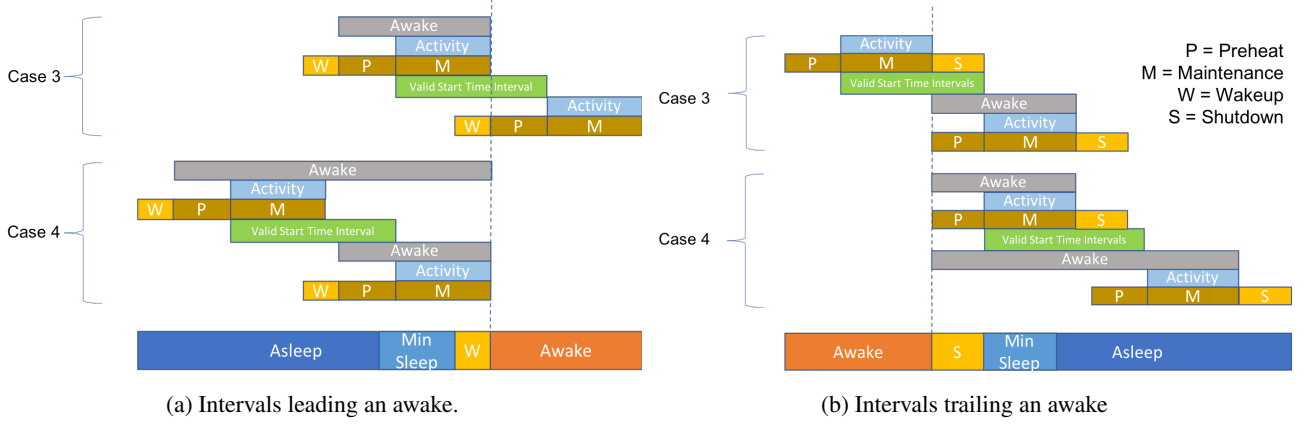 Awake
Activity
W P M
Case 3
Valid Start Time Interval
Activity
W P M
Awake
Activity
W P M
Case 4
Valid Start Time Interval
Awake
Activity
W P M
Asleep Min Sleep W Awake
(a) Intervals leading an awake.
Activity
P M S
Case 3
Valid Start Time Intervals
Awake
Activity
P M S
Awake
Activity
P M S
Case 4
Valid Start Time Intervals
Awake
Activity
P M S
Awake S Min Sleep Asleep
P = Preheat
M = Maintenance
W = Wakeup
S = Shutdown
(b) Intervals trailing an awake